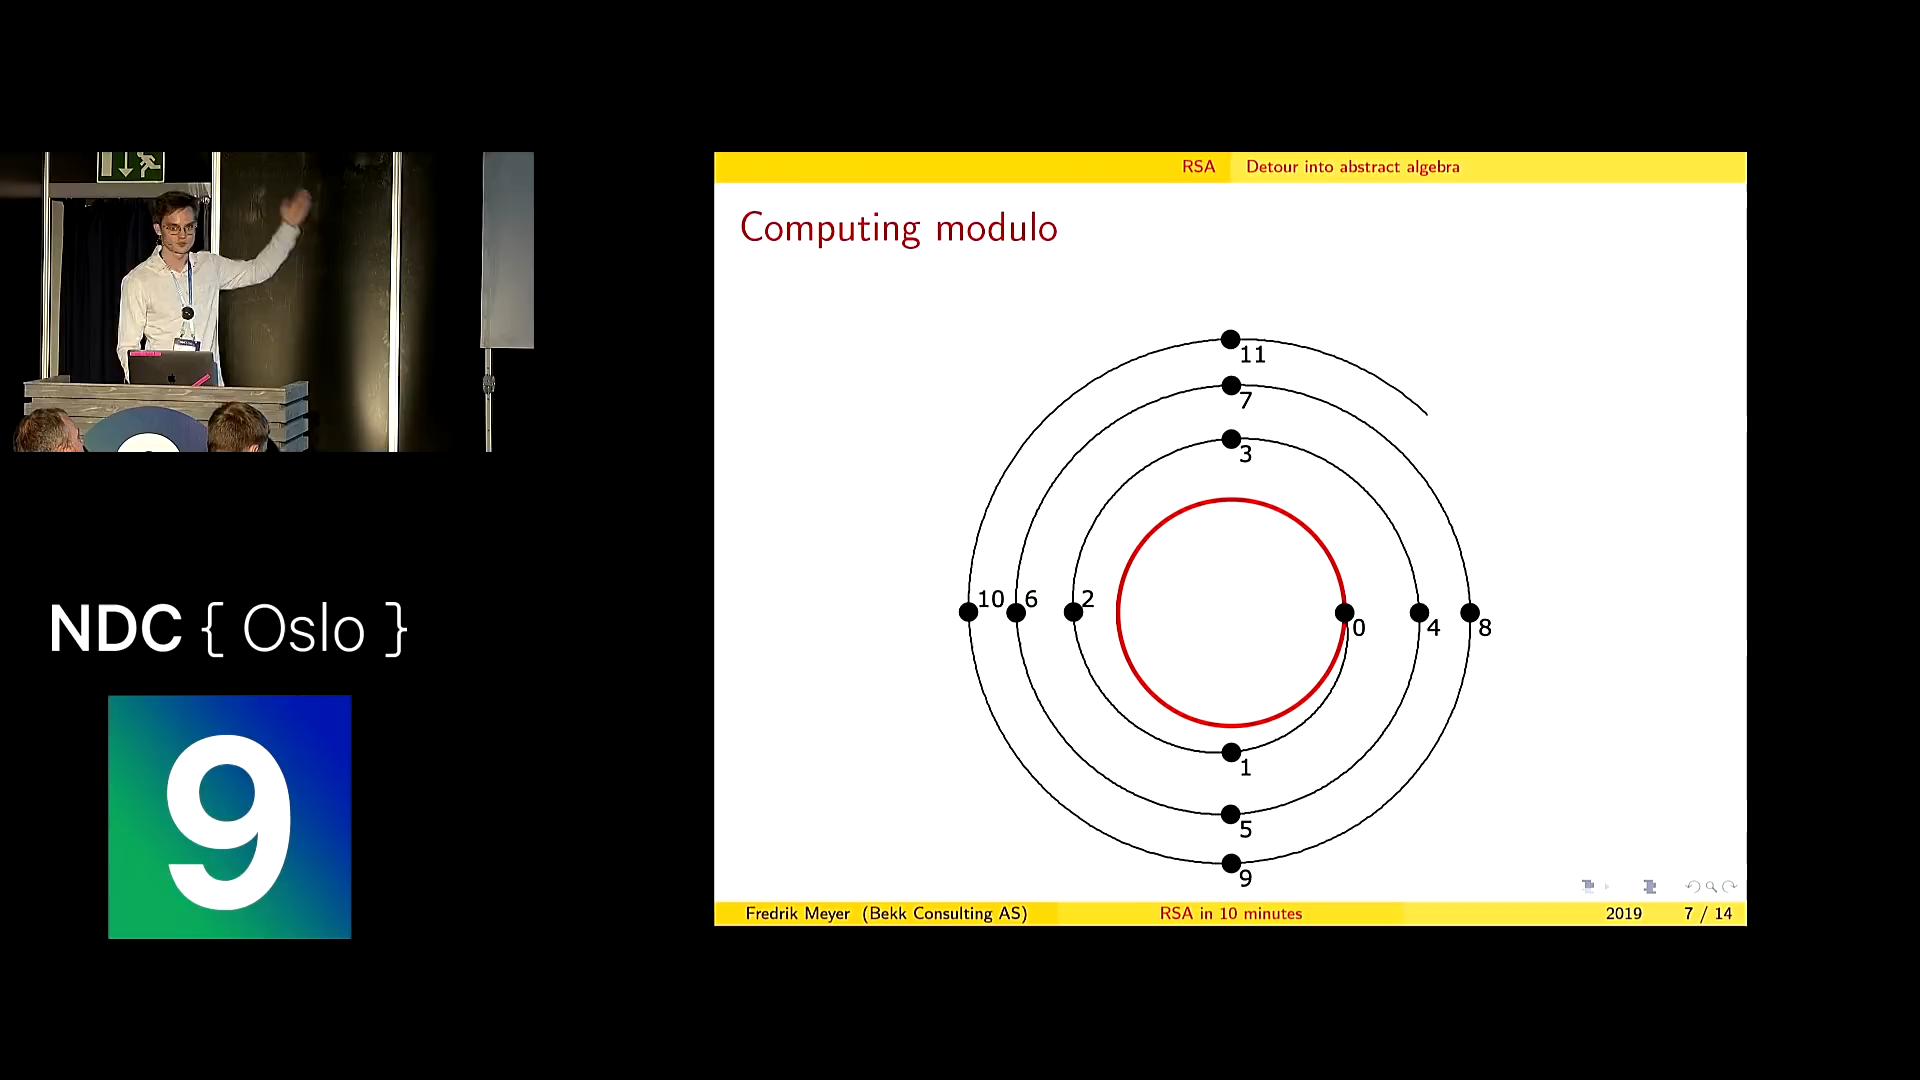 RSA Detour into abstract algebra
Computing modulo
11
7
3
10 6 2 0 4 8
1
5
9
Fredrik Meyer (Bekk Consulting AS) RSA in 10 minutes 2019 7 / 14
NDC { Oslo }
9